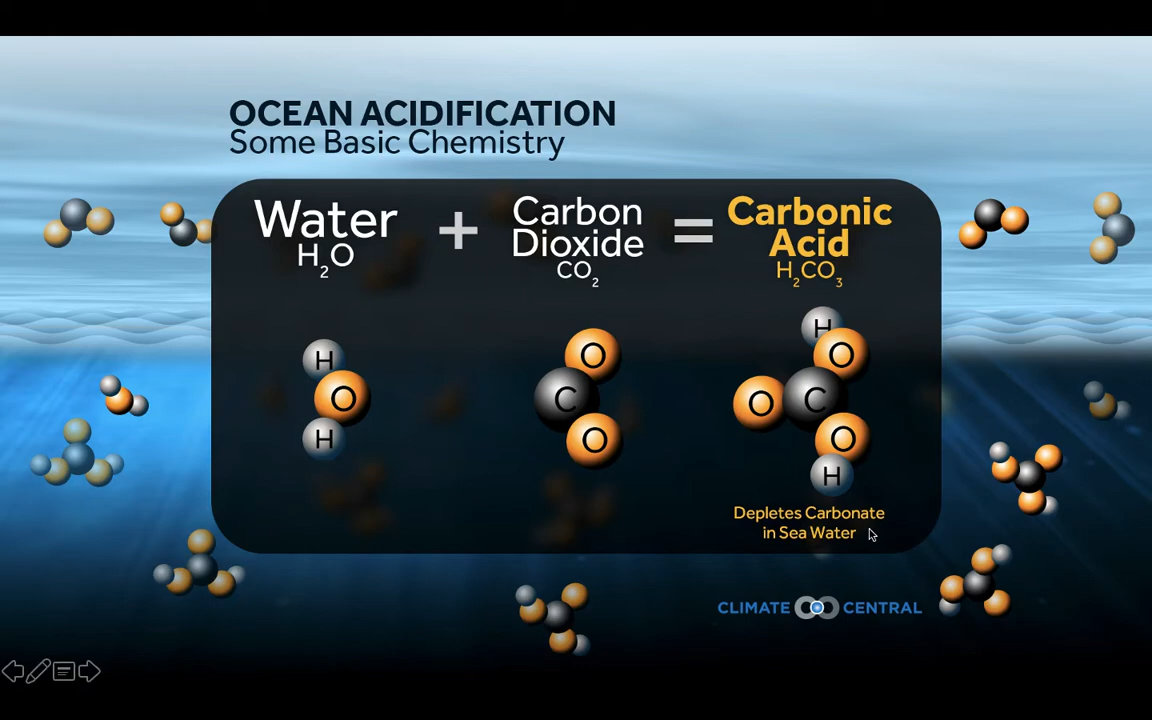 OCEAN ACIDIFICATION
Some Basic Chemistry
Water
H₂O
+
Carbon
Dioxide
CO₂
=
Carbonic
Acid
H₂CO₃
H
O
H
O
C
O
H
O
O
C
O
H
Depletes Carbonate
in Sea Water
CLIMATE CENTRAL